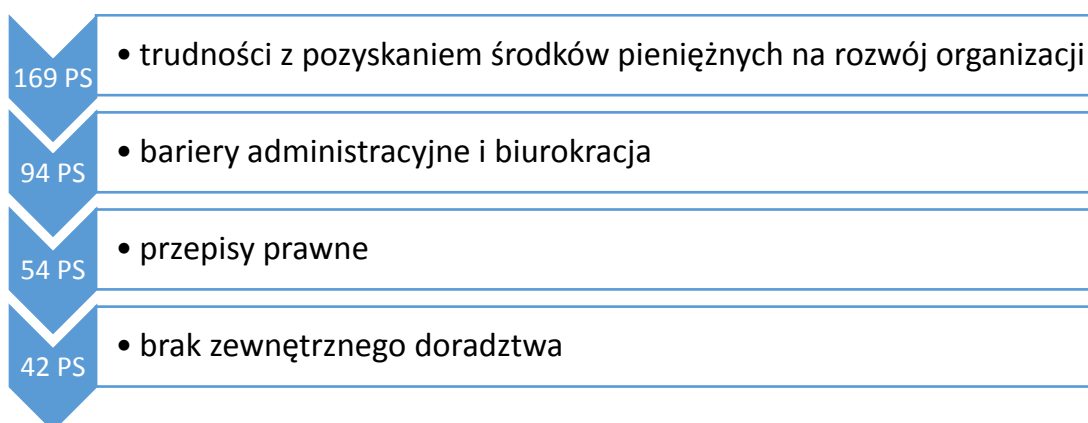 169 PS
• trudności z pozyskaniem środków pieniężnych na rozwój organizacji
94 PS
• bariery administracyjne i biurokracja
54 PS
• przepisy prawne
42 PS
• brak zewnętrznego doradztwa